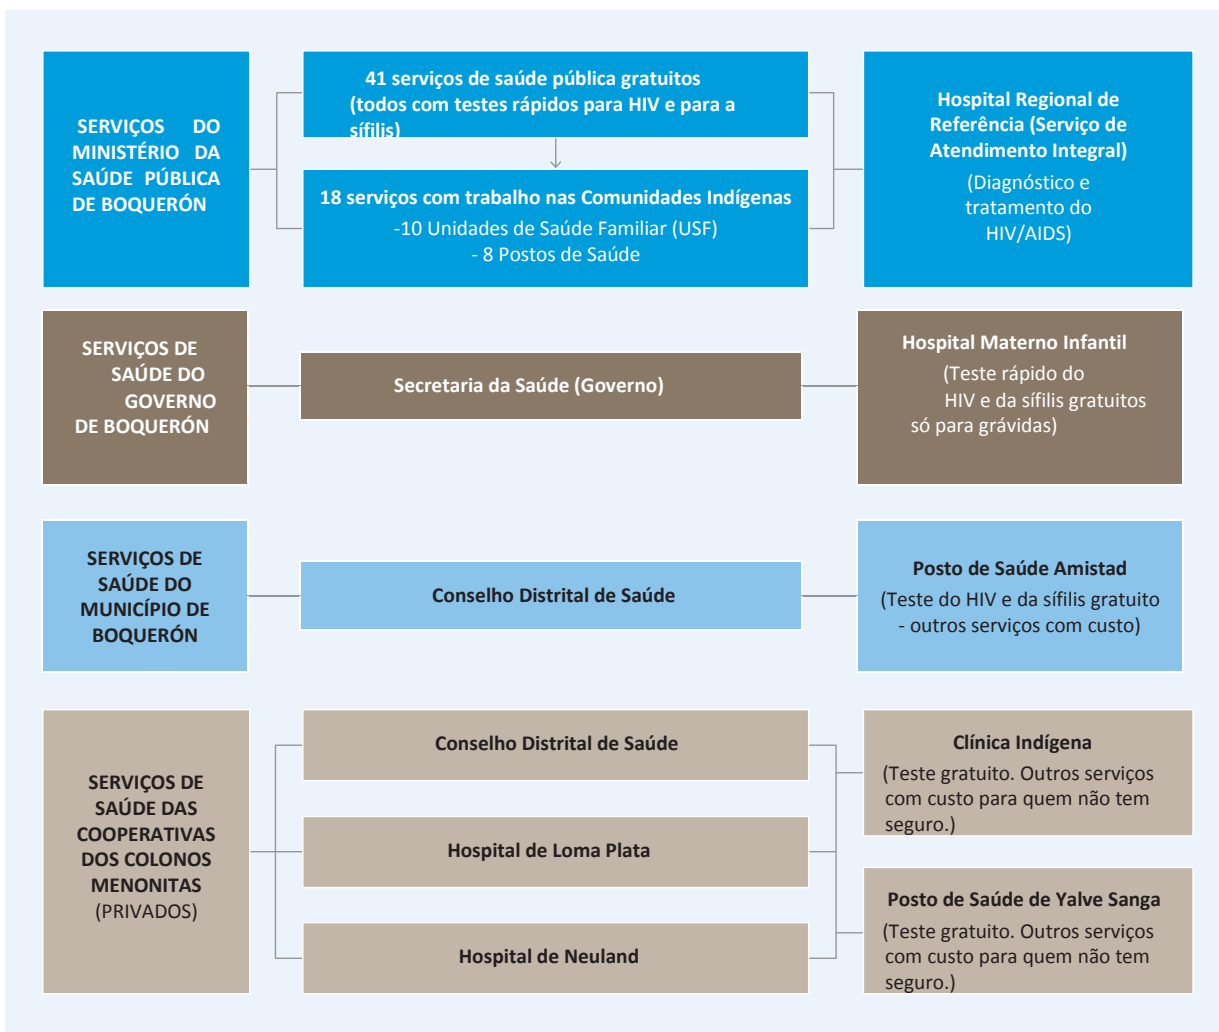 SERVIÇOS DO
MINISTÉRIO DA
SAÚDE PÚBLICA
DE BOQUERÓN
41 serviços de saúde pública gratuitos
(todos com testes rápidos para HIV e para a
sífilis)
18 serviços com trabalho nas Comunidades Indígenas
-10 Unidades de Saúde Familiar (USF)
- 8 Postos de Saúde
Hospital Regional de
Referência (Serviço de
Atendimento Integral)
(Diagnóstico e
tratamento do
HIV/AIDS)
SERVIÇOS DE
SAÚDE DO
GOVERNO
DE BOQUERÓN
Secretaria da Saúde (Governo)
Hospital Materno Infantil
(Teste rápido do
HIV e da sífilis gratuitos
só para grávidas)
SERVIÇOS DE
SAÚDE DO
MUNICÍPIO DE
BOQUERÓN
Conselho Distrital de Saúde
Posto de Saúde Amistad
(Teste do HIV e da sífilis gratuito
- outros serviços com custo)
SERVIÇOS DE
SAÚDE DAS
COOPERATIVAS
DOS COLONOS
MENONITAS
(PRIVADOS)
Conselho Distrital de Saúde
Hospital de Loma Plata
Hospital de Neuland
Clínica Indígena
(Teste gratuito. Outros serviços
com custo para quem não tem
seguro.)
Posto de Saúde de Yalve Sanga
(Teste gratuito. Outros serviços
com custo para quem não tem
seguro.)